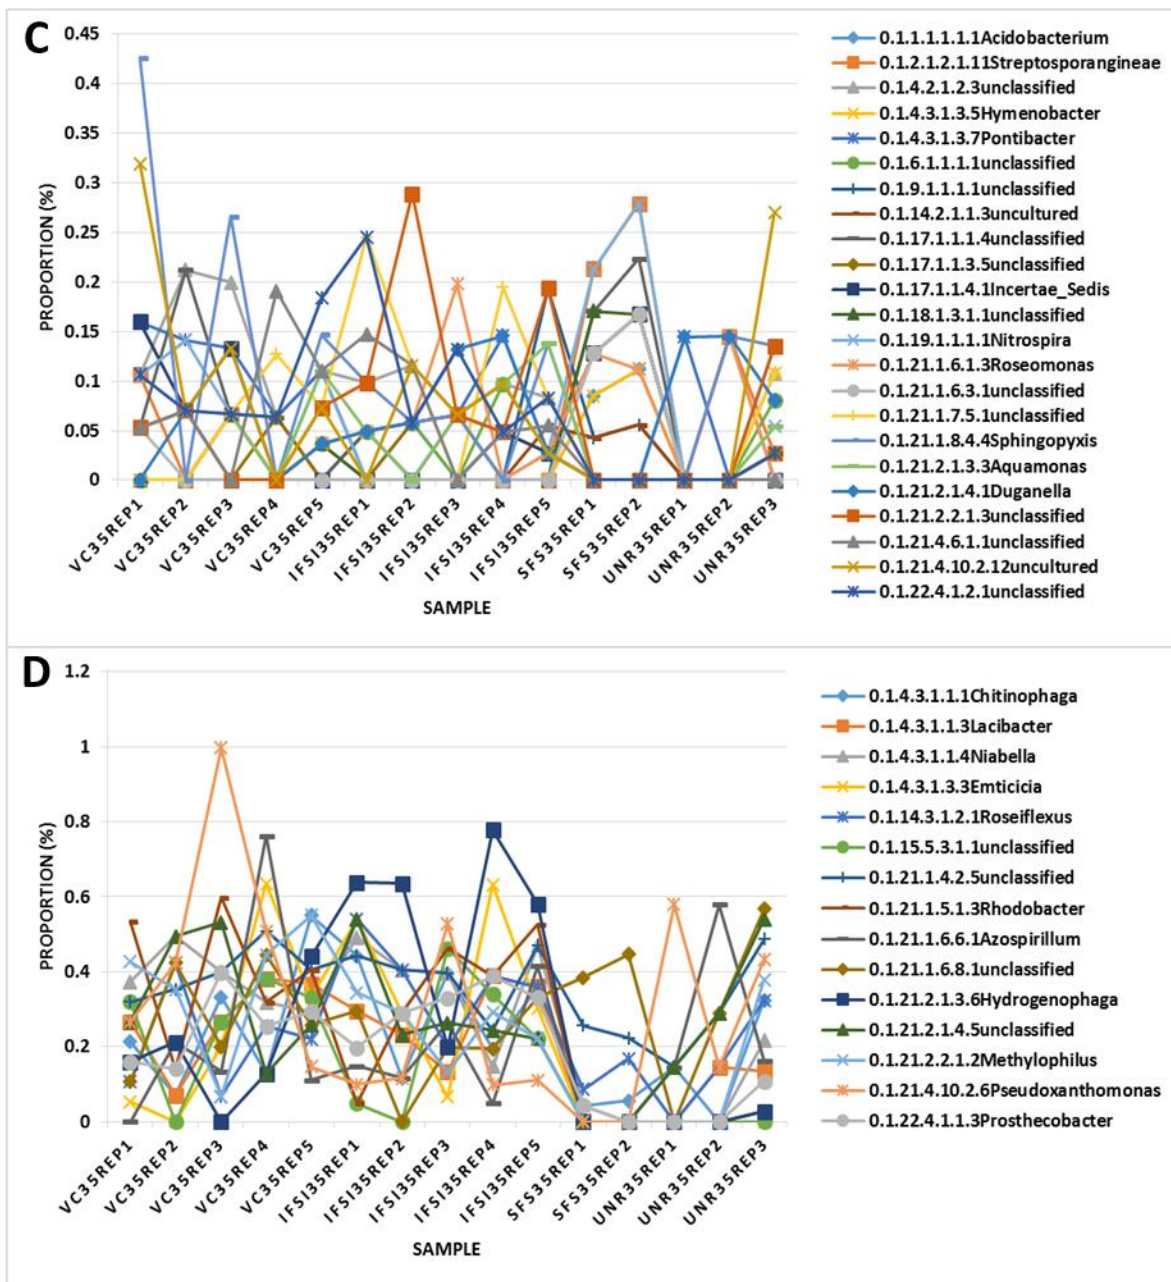 C
0.45
0.4
0.35
0.3
0.25
0.2
0.15
0.1
0.05
0
PROPORTION (%)
VC35REP1
VC35REP2
VC35REP3
VC35REP4
VC35REP5
IFSI35REP1
IFSI35REP2
IFSI35REP3
IFSI35REP4
IFSI35REP5
SFS35REP1
SFS35REP2
UNR35REP1
UNR35REP2
UNR35REP3
SAMPLE
0.1.1.1.1.1.1Acidobacterium
0.1.2.1.2.1.11Streptosporangineae
0.1.4.2.1.2.3unclassified
0.1.4.3.1.3.5Hymenobacter
0.1.4.3.1.3.7Pontibacter
0.1.6.1.1.1.1unclassified
0.1.9.1.1.1.1unclassified
0.1.14.2.1.1.3uncultured
0.1.17.1.1.1.4unclassified
0.1.17.1.1.3.5unclassified
0.1.17.1.1.4.1Incertae_Sedis
0.1.18.1.3.1.1unclassified
0.1.19.1.1.1.1Nitrospira
0.1.21.1.6.1.3Roseomonas
0.1.21.1.6.3.1unclassified
0.1.21.1.7.5.1unclassified
0.1.21.1.8.4.4Sphingopyxis
0.1.21.2.1.3.3Aquamonas
0.1.21.2.1.4.1Duganella
0.1.21.2.2.1.3unclassified
0.1.21.4.6.1.1unclassified
0.1.21.4.10.2.12uncultured
0.1.22.4.1.2.1unclassified
D
1.2
1
0.8
0.6
0.4
0.2
0
PROPORTION (%)
VC35REP1
VC35REP2
VC35REP3
VC35REP4
VC35REP5
IFSI35REP1
IFSI35REP2
IFSI35REP3
IFSI35REP4
IFSI35REP5
SFS35REP1
SFS35REP2
UNR35REP1
UNR35REP2
UNR35REP3
SAMPLE
0.1.4.3.1.1.1Chitinophaga
0.1.4.3.1.1.3Lacibacter
0.1.4.3.1.1.4Niabella
0.1.4.3.1.3.3Emticicia
0.1.14.3.1.2.1Roseiflexus
0.1.15.5.3.1.1unclassified
0.1.21.1.4.2.5unclassified
0.1.21.1.5.1.3Rhodobacter
0.1.21.1.6.6.1Azospirillum
0.1.21.1.6.8.1unclassified
0.1.21.2.1.3.6Hydrogenophaga
0.1.21.2.1.4.5unclassified
0.1.21.2.2.1.2Methylophilus
0.1.21.4.10.2.6Pseudoxanthomonas
0.1.22.4.1.1.3Prosthecobacter